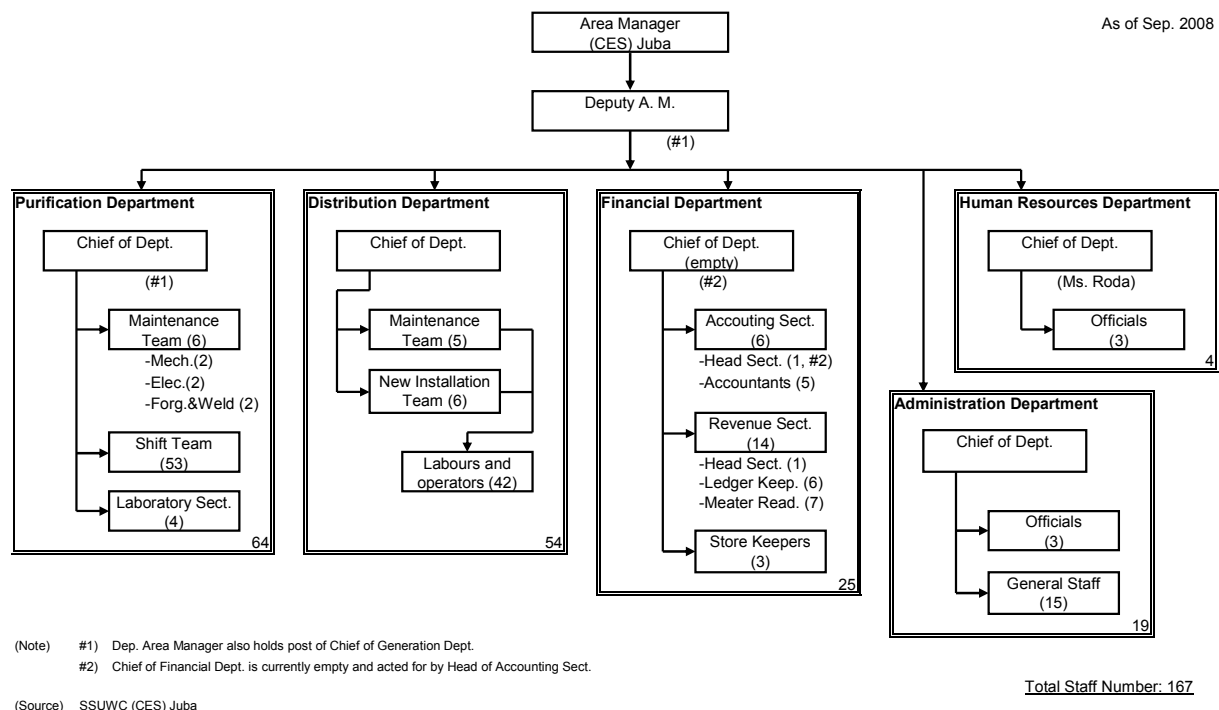 Area Manager
(CES) Juba
As of Sep. 2008
Deputy A. M.
(#1)
Purification Department
Chief of Dept.
(#1)
Maintenance
Team (6)
-Mech.(2)
-Elec.(2)
-Forg.&Weld (2)
Shift Team
(53)
Laboratory Sect.
(4)
64
Distribution Department
Chief of Dept.
Maintenance
Team (5)
New Installation
Team (6)
Labours and
operators (42)
54
Financial Department
Chief of Dept.
(empty)
(#2)
Accouting Sect.
(6)
-Head Sect. (1, #2)
-Accountants (5)
Revenue Sect.
(14)
-Head Sect. (1)
-Ledger Keep. (6)
-Meater Read. (7)
Store Keepers
(3)
25
Human Resources Department
Chief of Dept.
(Ms. Roda)
Officials
(3)
4
Administration Department
Chief of Dept.
Officials
(3)
General Staff
(15)
19
(Note) #1) Dep. Area Manager also holds post of Chief of Generation Dept.
#2) Chief of Financial Dept. is currently empty and acted for by Head of Accounting Sect.
Total Staff Number: 167
(Source) SSUWC (CES) Juba